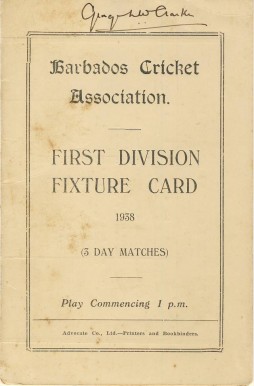 Barbados Cricket
Association.
FIRST DIVISION
FIXTURE CARD
1938
(3 DAY MATCHES)
Play Commencing 1 p.m.
Advocate Co., Ltd.—Printers and Bookbinders.